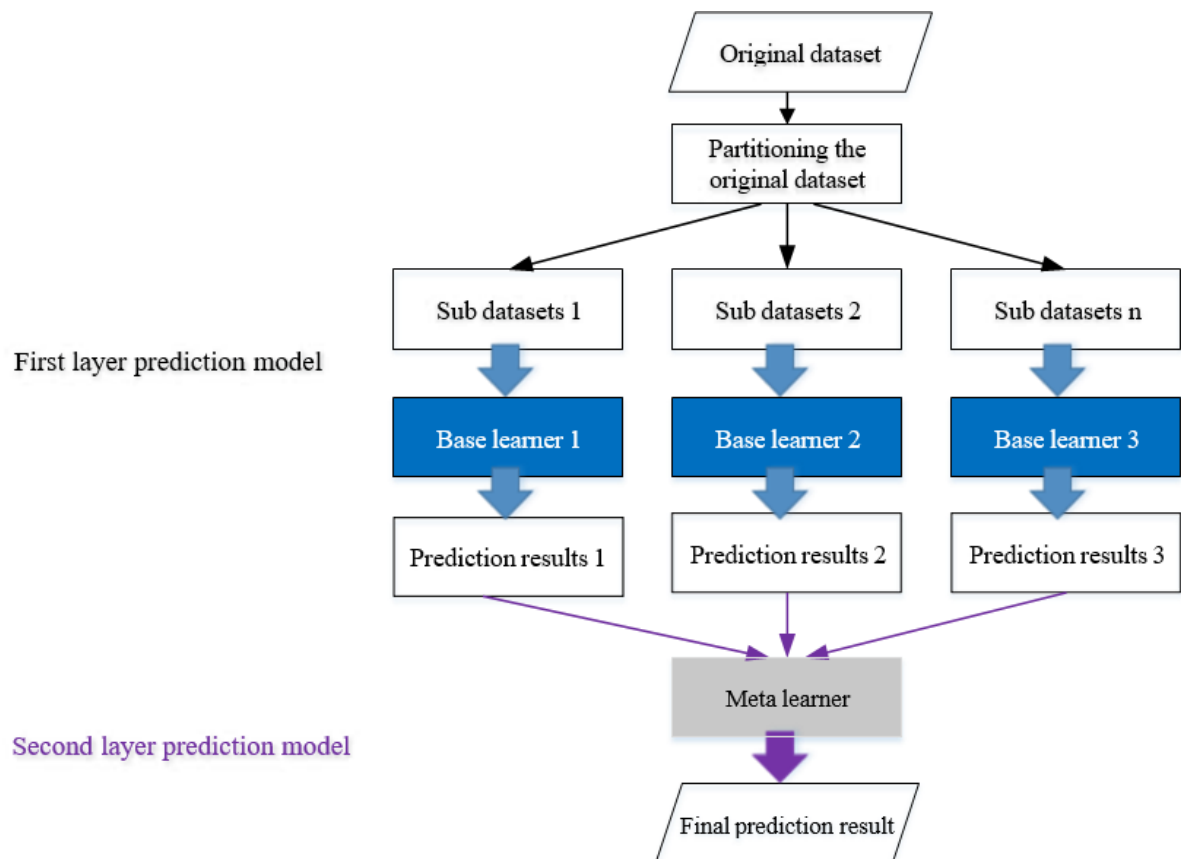 Original dataset
Partitioning the
original dataset
Sub datasets 1
Sub datasets 2
Sub datasets n
First layer prediction model
Base learner 1
Base learner 2
Base learner 3
Prediction results 1
Prediction results 2
Prediction results 3
Meta learner
Second layer prediction model
Final prediction result